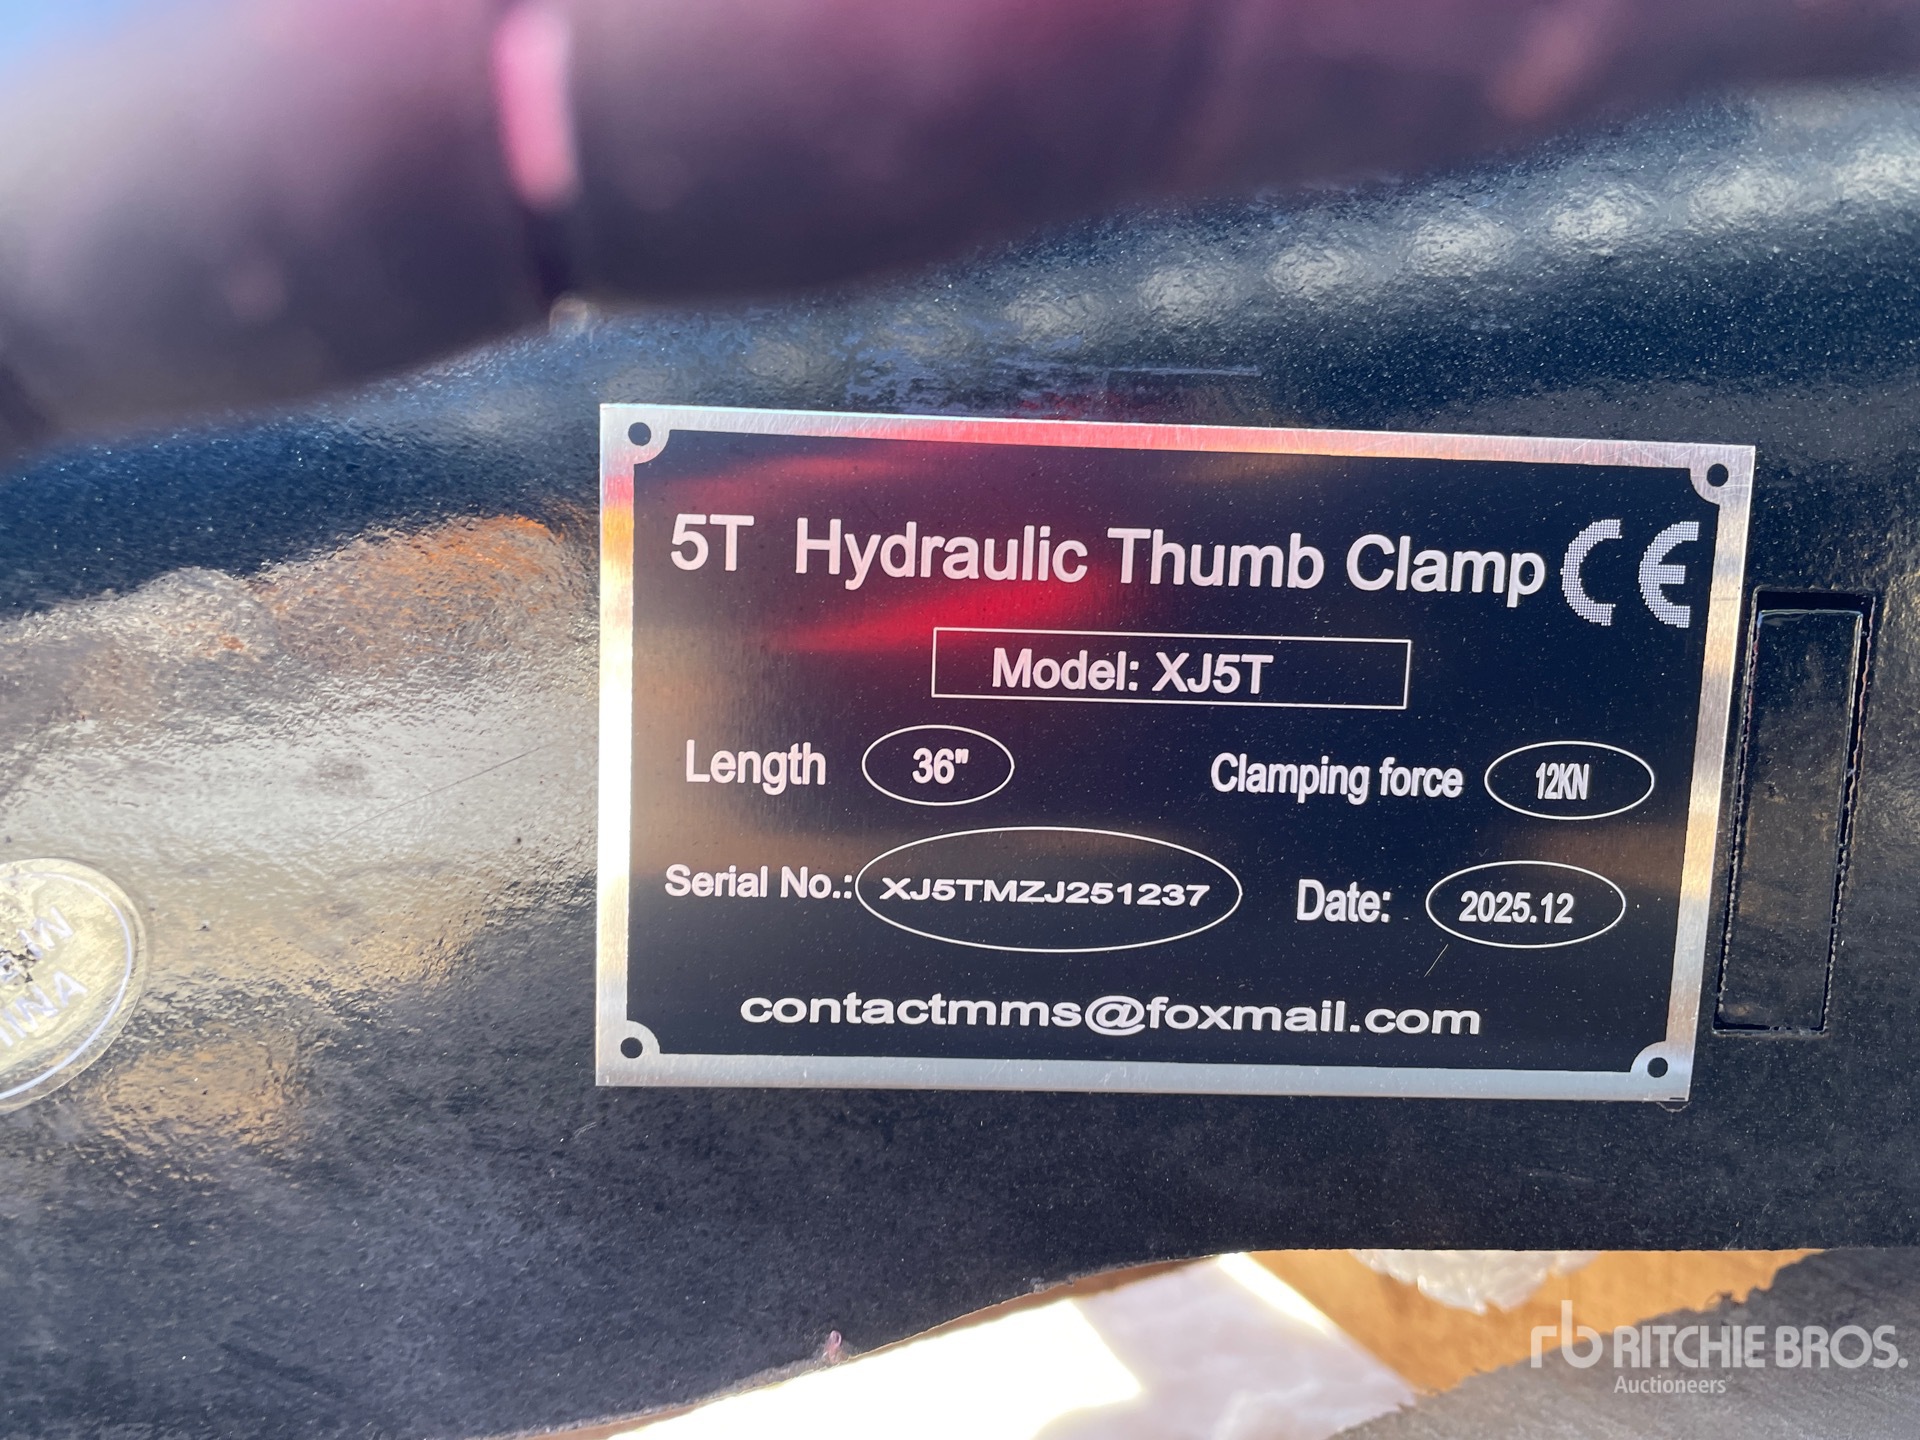 5T Hydraulic Thumb Clamp CE
Model: XJ5T
Length 36" Clamping force 12KN
Serial No.: XJ5TMZJ251237 Date: 2025.12
contactmms@foxmail.com
rb RITCHIE BROS.
Auctioneers